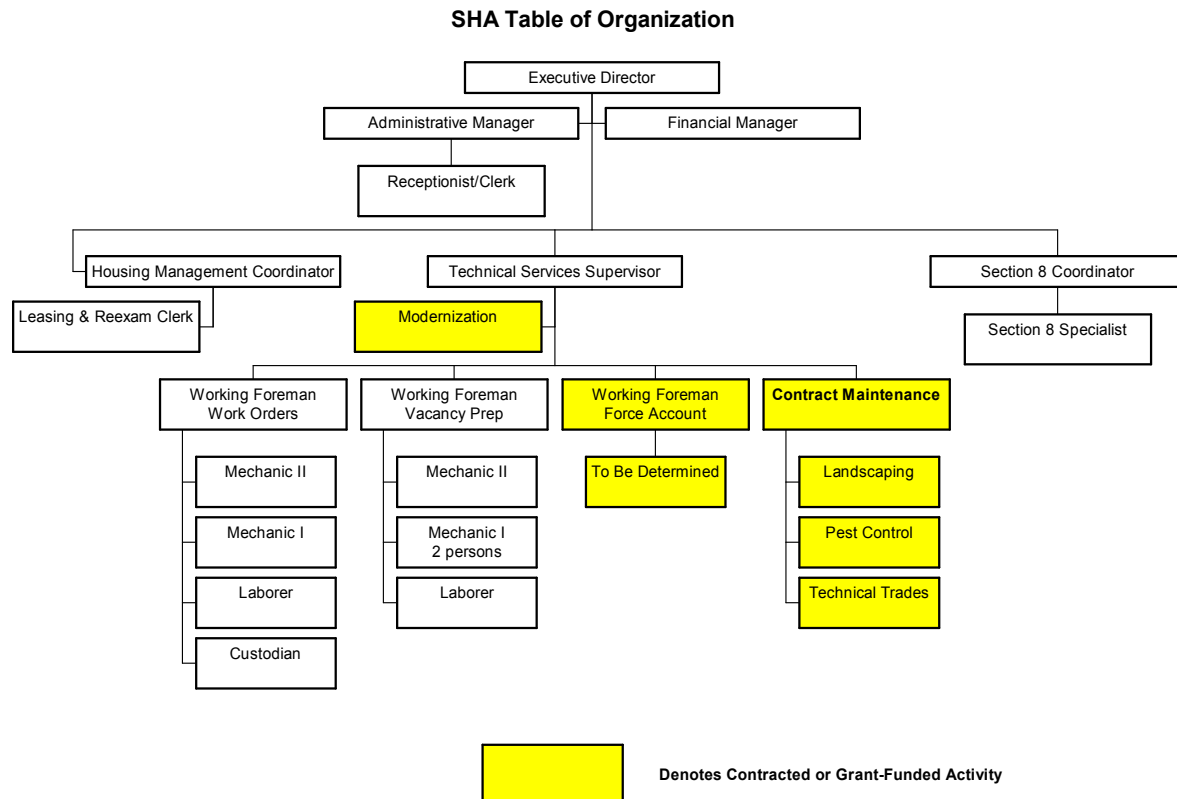 SHA Table of Organization
Executive Director
Administrative Manager
Financial Manager
Receptionist/Clerk
Housing Management Coordinator
Technical Services Supervisor
Section 8 Coordinator
Leasing & Reexam Clerk
Modernization
Section 8 Specialist
Working Foreman
Work Orders
Working Foreman
Vacancy Prep
Working Foreman
Force Account
Contract Maintenance
Mechanic II
Mechanic II
To Be Determined
Landscaping
Mechanic I
Mechanic I
2 persons
Pest Control
Laborer
Laborer
Technical Trades
Custodian
Denotes Contracted or Grant-Funded Activity